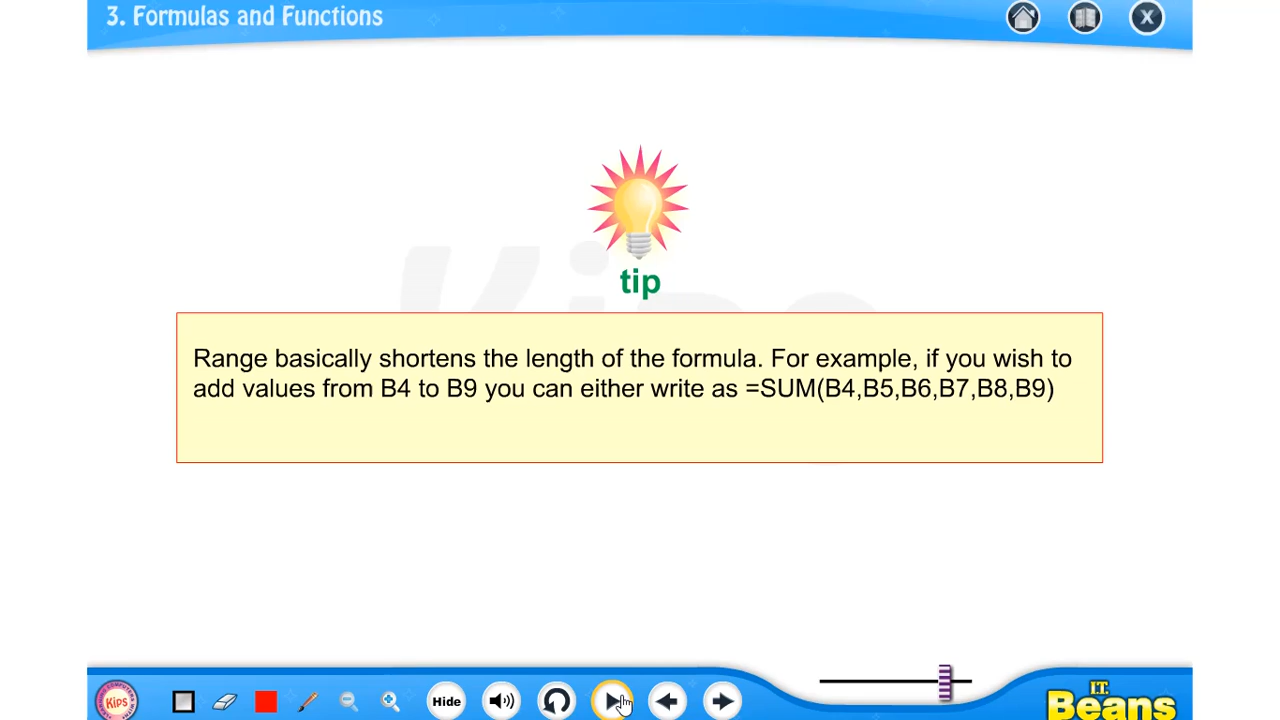 3. Formulas and Functions
X
tip
Range basically shortens the length of the formula. For example, if you wish to
add values from B4 to B9 you can either write as =SUM(B4,B5,B6,B7,B8,B9)
Kips
Hide
I.T.
Beans